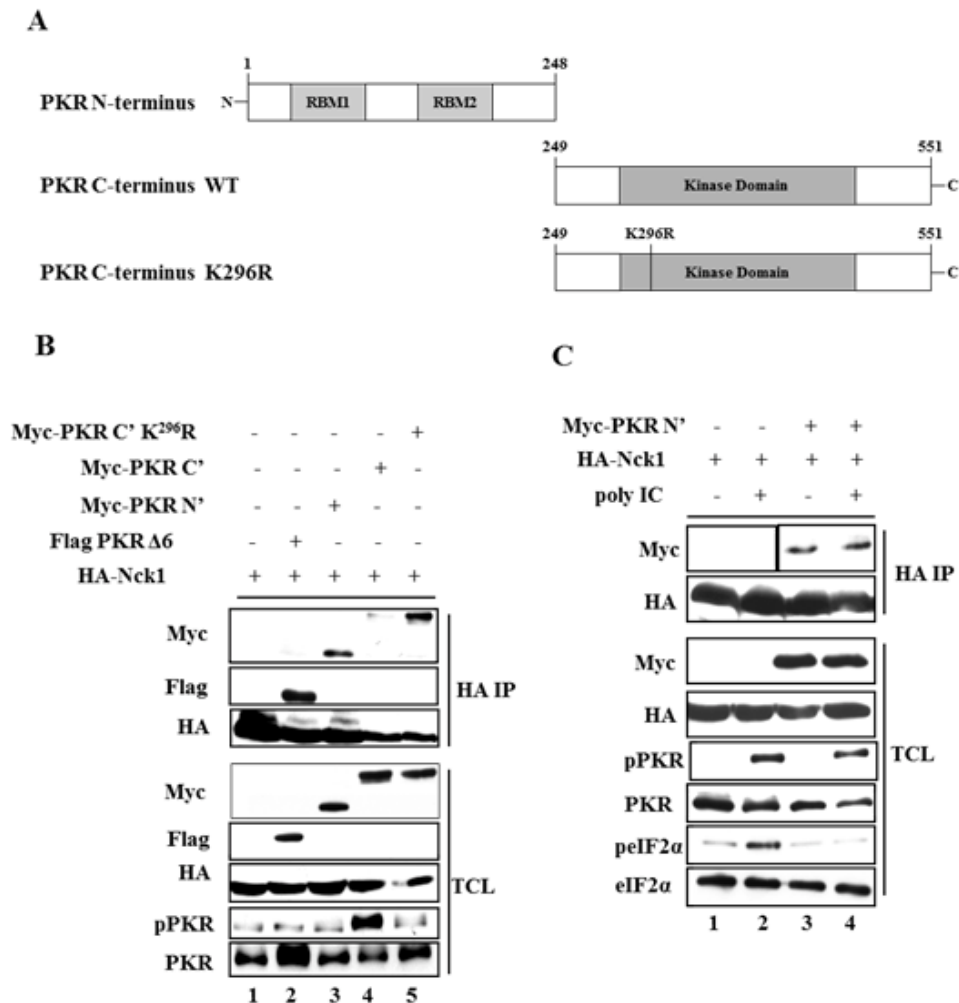 A
1 248
PKR N-terminus N RBM1 RBM2
249 551
PKR C-terminus WT Kinase Domain C
249 K296R 551
PKR C-terminus K296R Kinase Domain C
B
Myc-PKR C' K²⁹⁶R - - - - +
Myc-PKR C' - - - + -
Myc-PKR N' - - + - -
Flag PKR Δ6 - + - - -
HA-Nck1 + + + + +
Myc
Flag
HA
HA IP
Myc
Flag
HA
pPKR
PKR
TCL
1 2 3 4 5
C
Myc-PKR N' - - + +
HA-Nck1 + + + +
poly IC - + - +
Myc
HA
HA IP
Myc
HA
pPKR
PKR
peIF2α
eIF2α
TCL
1 2 3 4